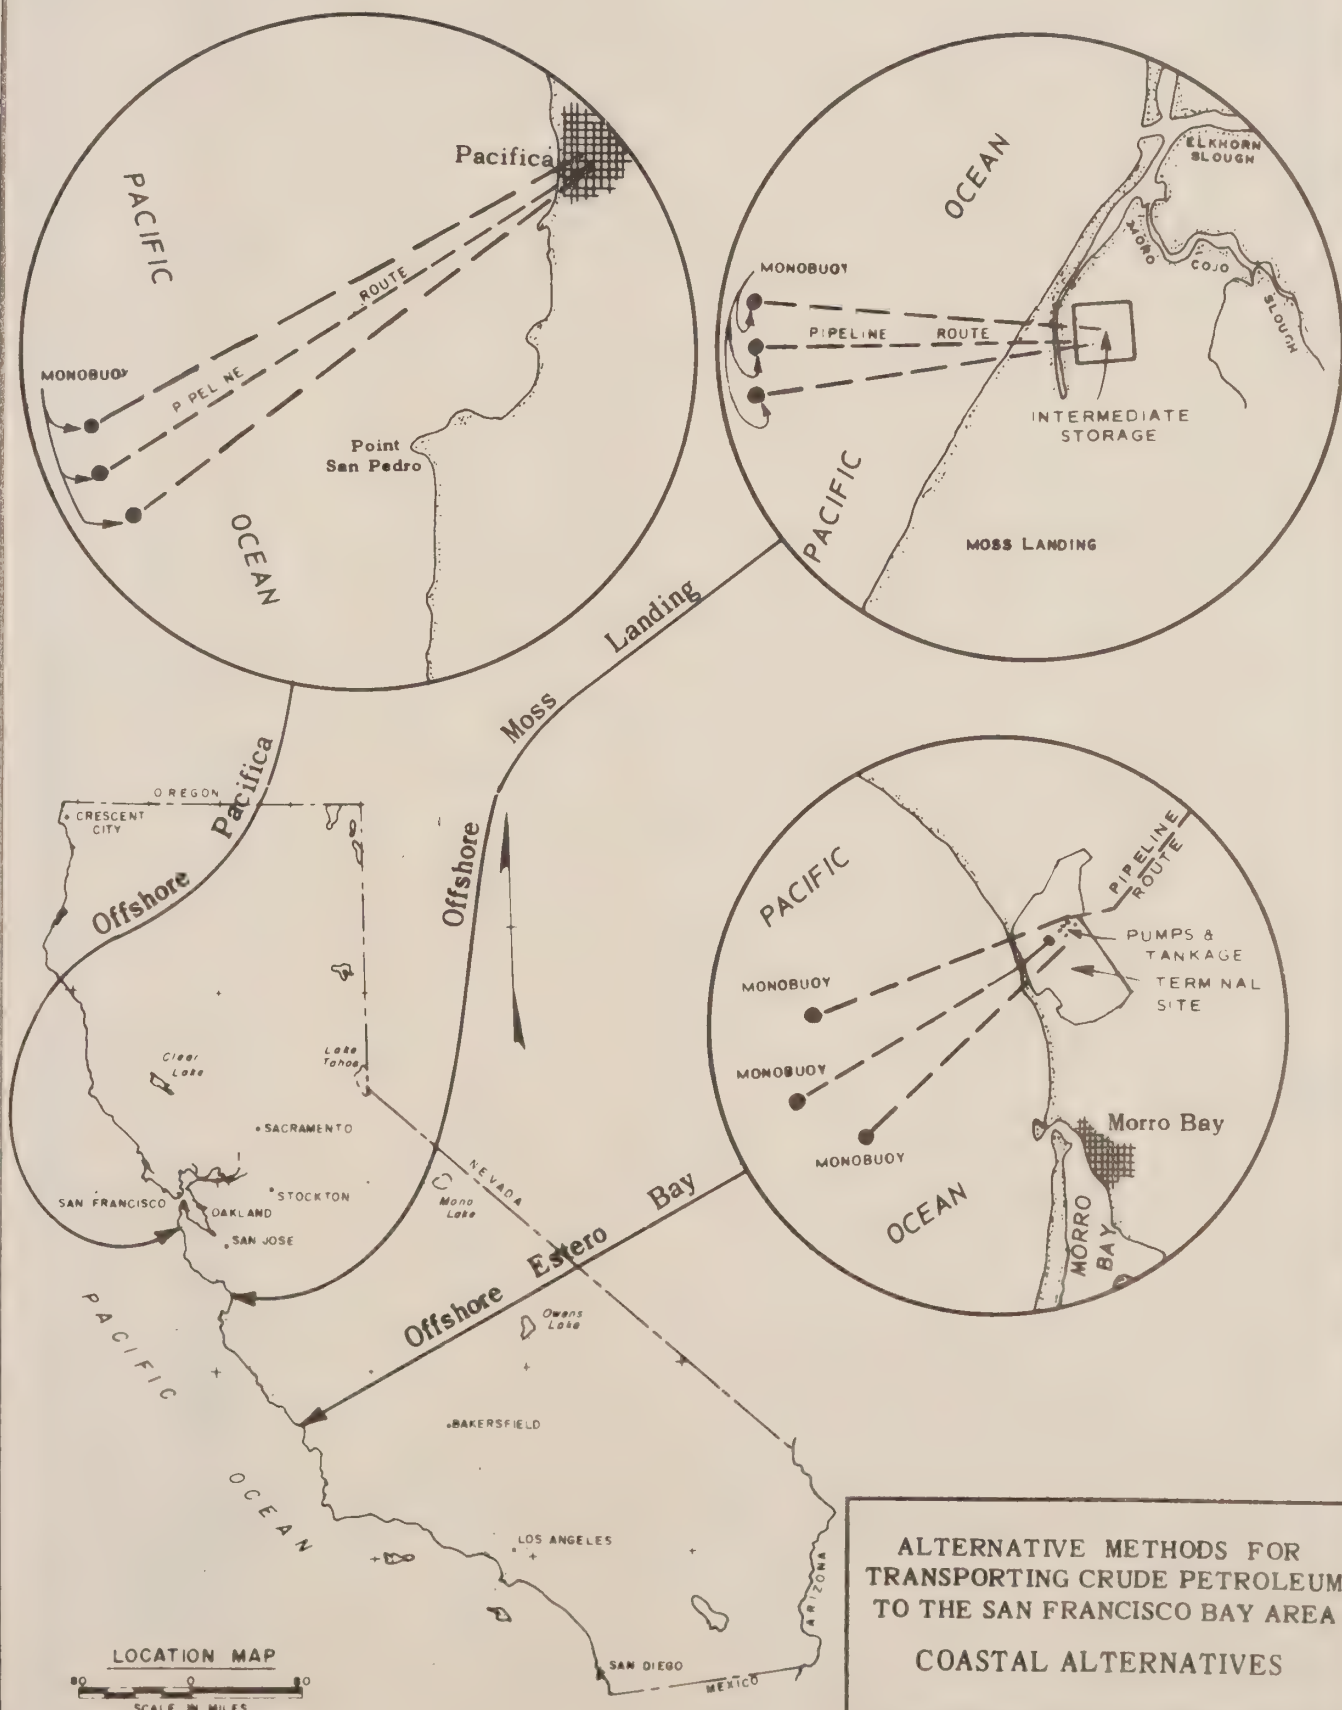 Pacifica
PACIFIC
ROUTE
MONOBUOY
P PEL NE
Point
San Pedro
OCEAN
OCEAN
ELKHORN
SLOUGH
MORO
COJO
SLOUGH
MONOBUOY
PIPELINE ROUTE
INTERMEDIATE
STORAGE
PACIFIC
MOSS LANDING
Offshore Moss Landing
Offshore Pacifica
PACIFIC
PIPELINE
ROUTE
PUMPS &
TANKAGE
TERMINAL
SITE
MONOBUOY
MONOBUOY
MONOBUOY
Morro Bay
OCEAN
MORRO
BAY
OREGON
CRESCENT
CITY
Clear
Lake
Lake
Tahoe
SACRAMENTO
NEVADA
SAN FRANCISCO
STOCKTON
OAKLAND
Mono
Lake
SAN JOSE
Offshore Estero Bay
PACIFIC
OCEAN
Owens
Lake
BAKERSFIELD
LOS ANGELES
ARIZONA
SAN DIEGO
MEXICO
LOCATION MAP
80 0 80
SCALE IN MILES
ALTERNATIVE METHODS FOR
TRANSPORTING CRUDE PETROLEUM
TO THE SAN FRANCISCO BAY AREA
COASTAL ALTERNATIVES